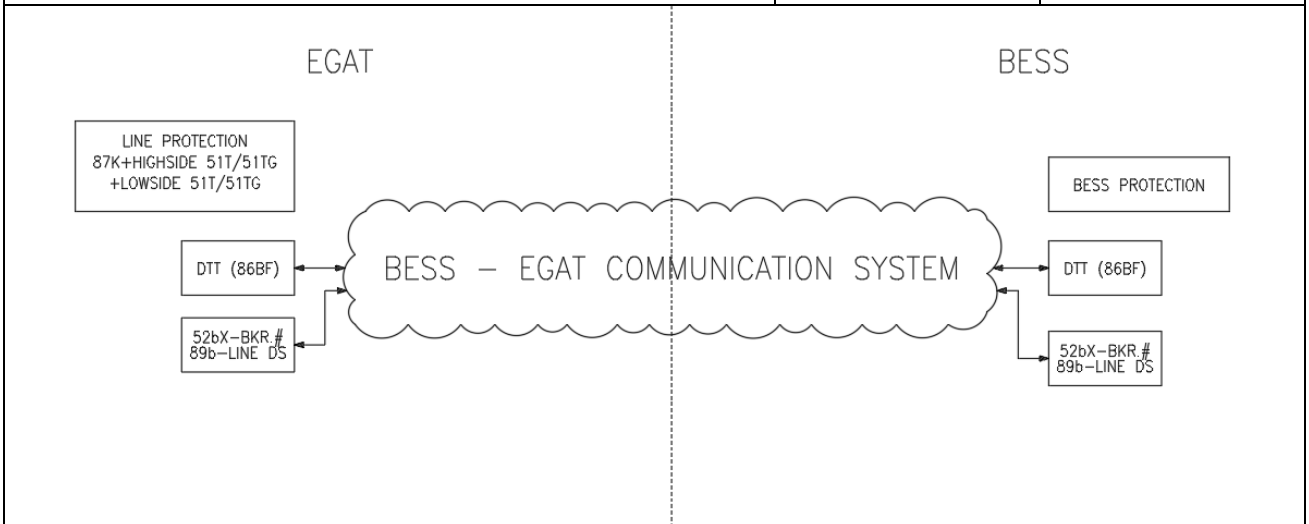 EGAT
BESS
LINE PROTECTION
87K+HIGHSIDE 51T/51TG
+LOWSIDE 51T/51TG
BESS PROTECTION
DTT (86BF)
BESS – EGAT COMMUNICATION SYSTEM
DTT (86BF)
52bX–BKR.#
89b–LINE DS
52bX–BKR.#
89b–LINE DS